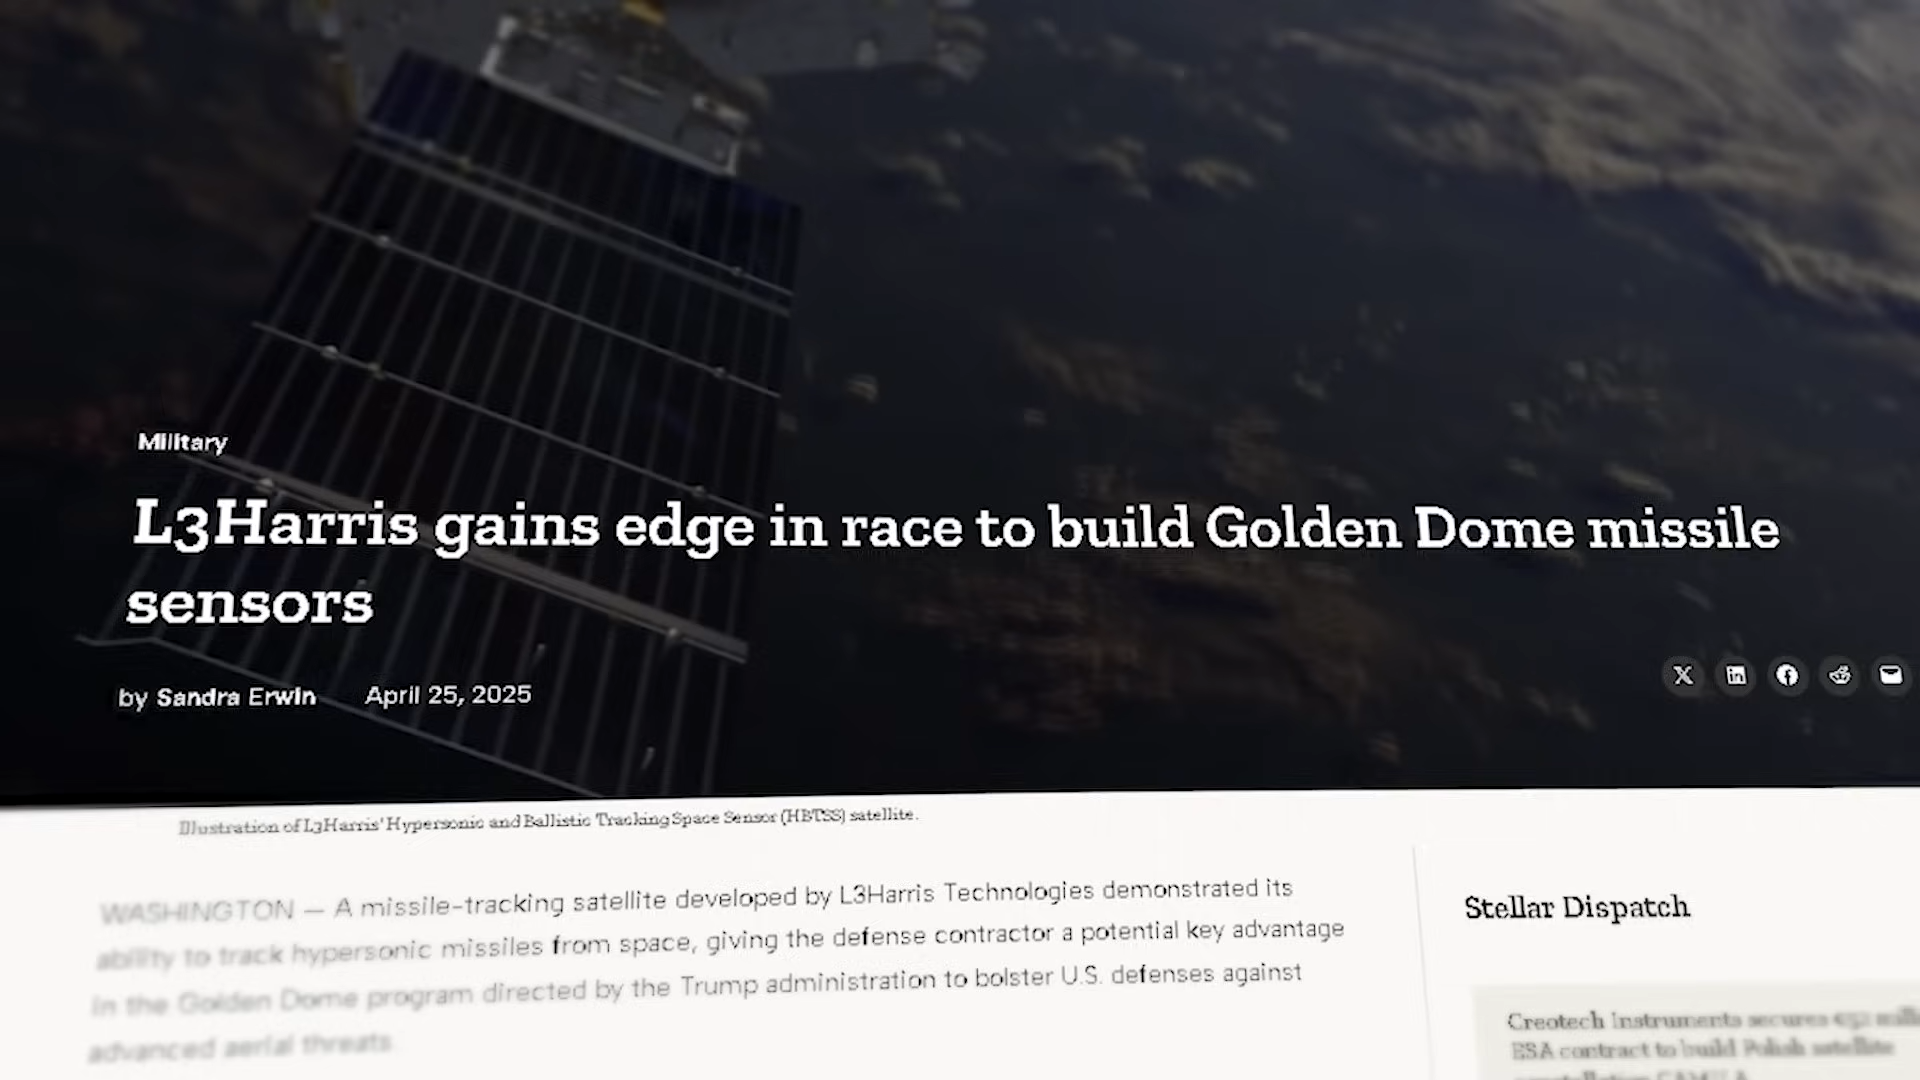 Military
L3Harris gains edge in race to build Golden Dome missile
sensors
by Sandra Erwin April 25, 2025
Illustration of L3Harris' Hypersonic and Ballistic Tracking Space Sensor (HBTSS) satellite.
WASHINGTON — A missile-tracking satellite developed by L3Harris Technologies demonstrated its
ability to track hypersonic missiles from space, giving the defense contractor a potential key advantage
in the Golden Dome program directed by the Trump administration to bolster U.S. defenses against
advanced aerial threats
Stellar Dispatch
Creotech Instruments secures
ESA contract to build Polish satellite